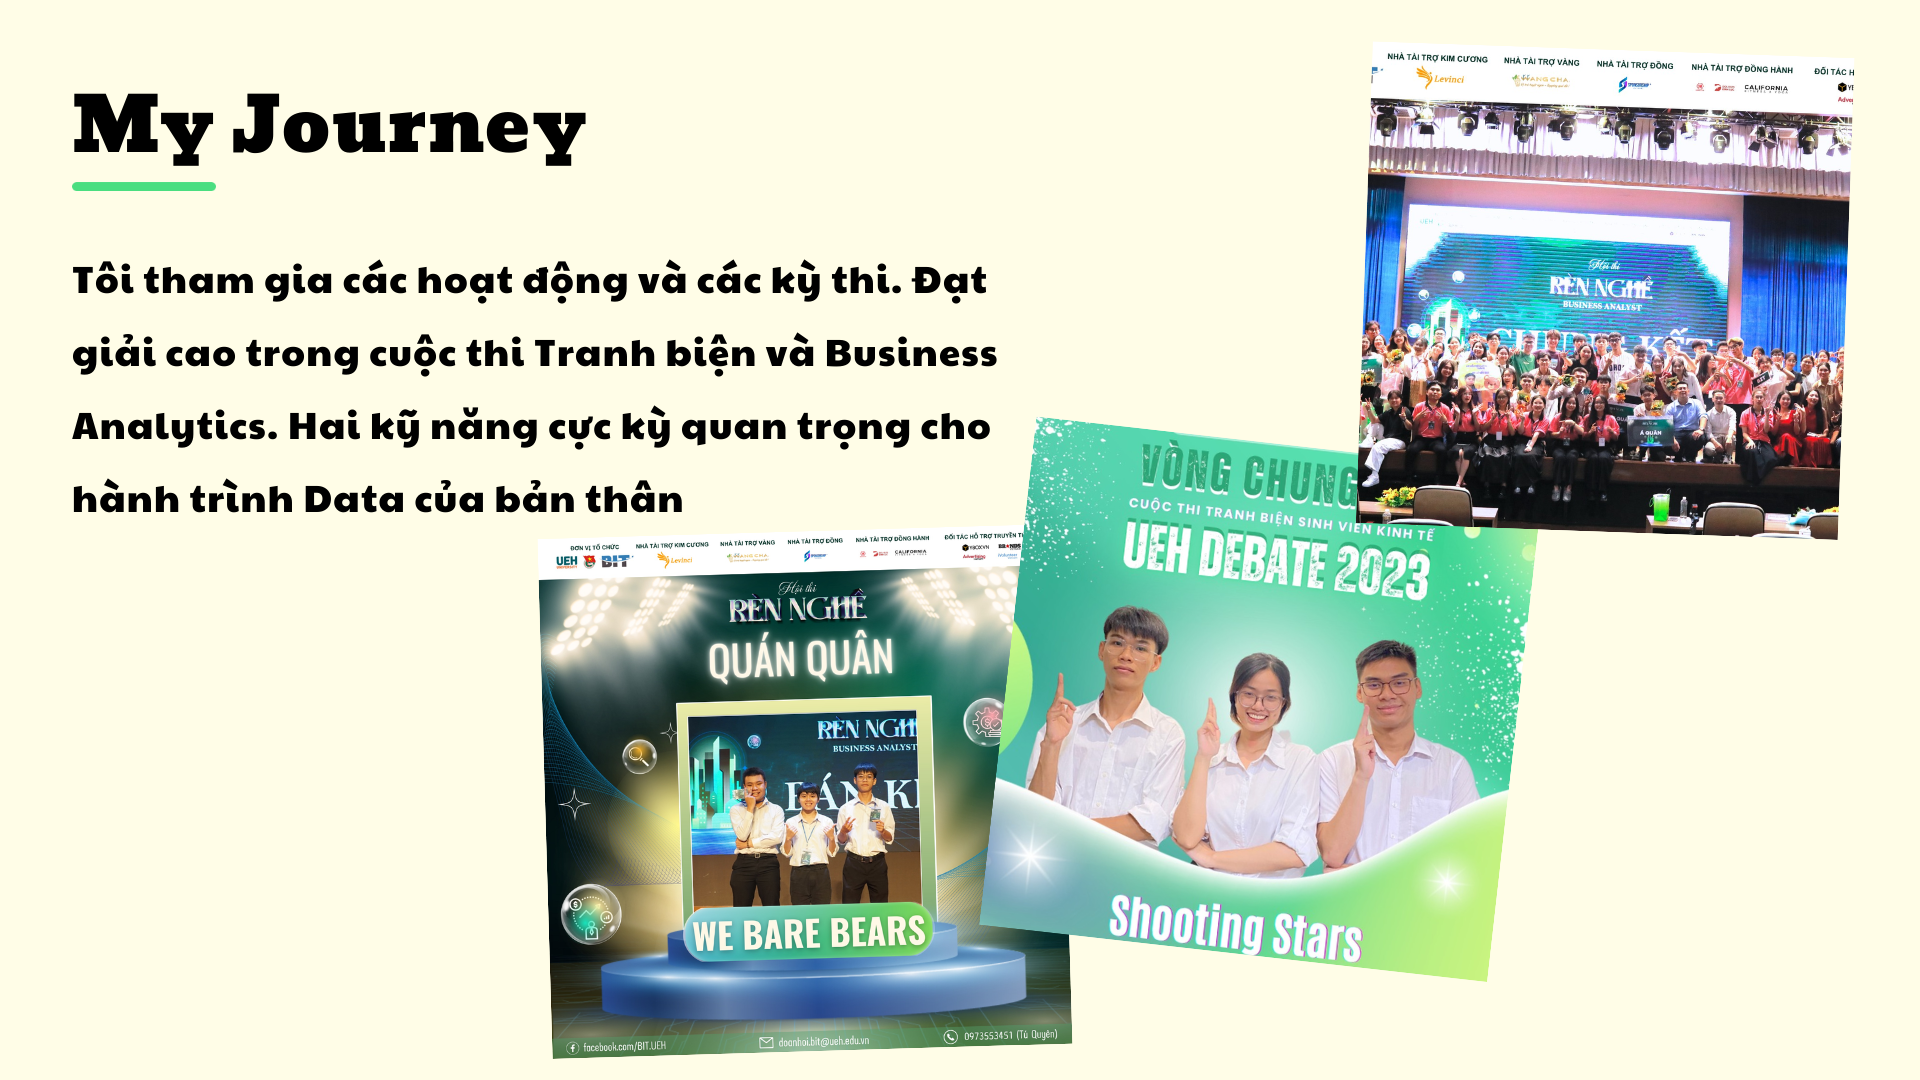 My Journey
Tôi tham gia các hoạt động và các kỳ thi. Đạt
giải cao trong cuộc thi Tranh biện và Business
Analytics. Hai kỹ năng cực kỳ quan trọng cho
hành trình Data của bản thân
NHÀ TÀI TRỢ KIM CƯƠNG NHÀ TÀI TRỢ VÀNG NHÀ TÀI TRỢ ĐỒNG NHÀ TÀI TRỢ ĐỒNG HÀNH ĐỐI TÁC H
Levinci CALIFORNIA
UEH
Hội thi
RÈN NGHỀ
BUSINESS ANALYST
Á QUÂN
VÒNG CHUNG
CUỘC THI TRANH BIỆN SINH VIÊN KINH TẾ
UEH DEBATE 2023
Shooting Stars
ĐƠN VỊ TỔ CHỨC NHÀ TÀI TRỢ KIM CƯƠNG NHÀ TÀI TRỢ VÀNG NHÀ TÀI TRỢ ĐỒNG NHÀ TÀI TRỢ ĐỒNG HÀNH ĐỐI TÁC HỖ TRỢ TRUYỀN T
UEH BIT Levinci CALIFORNIA YBOX.VN
Hội thi
RÈN NGHỀ
QUÁN QUÂN
RÈN NGH
BUSINESS ANALYST
BÁN K
WE BARE BEARS
facebook.com/BIT.UEH doanhoi.bit@ueh.edu.vn 0973553451 (Tú Quyên)